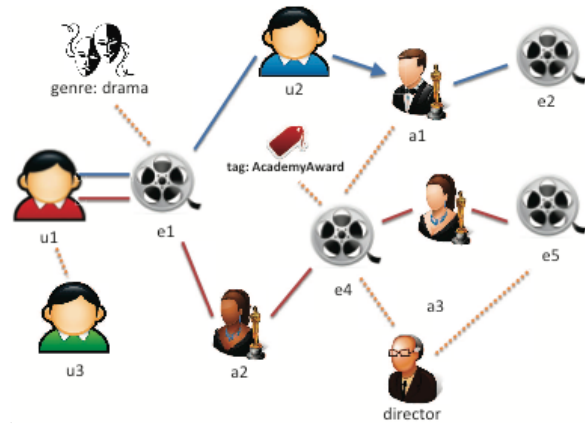 genre: drama
u2
e2
a1
tag: AcademyAward
u1
e1
e4
e5
a3
u3
a2
director